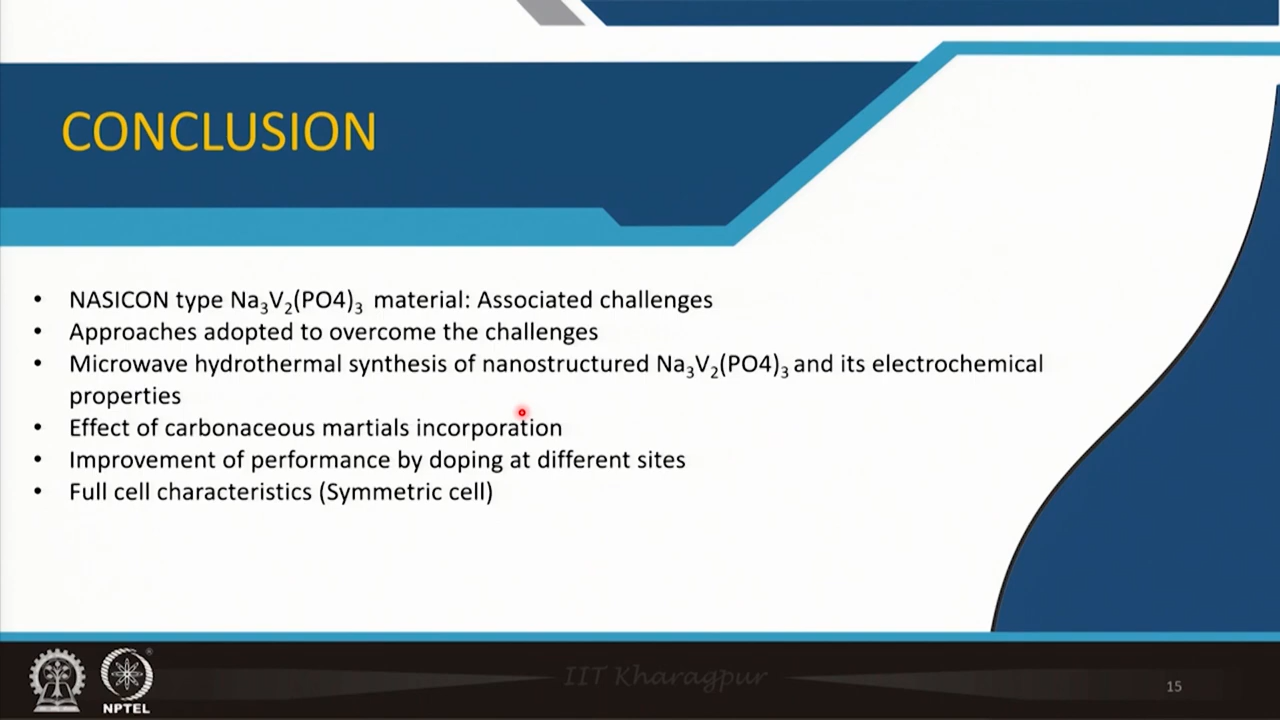 CONCLUSION
• NASICON type Na₃V₂(PO4)₃ material: Associated challenges
• Approaches adopted to overcome the challenges
• Microwave hydrothermal synthesis of nanostructured Na₃V₂(PO4)₃ and its electrochemical
properties
• Effect of carbonaceous martials incorporation
• Improvement of performance by doping at different sites
• Full cell characteristics (Symmetric cell)
IIT Kharagpur
NPTEL
15